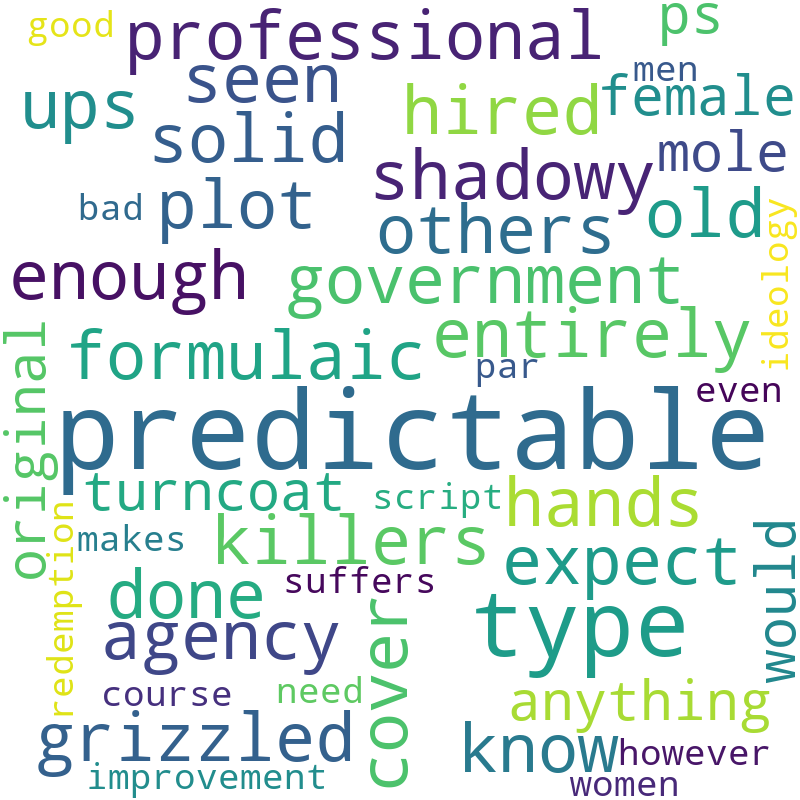 good
professional
ps
ups
seen
men
female
solid
hired
mole
shadowy
bad
plot
others
old
ideology
enough
government
entirely
formulaic
par
even
original
predictable
turncoat
script
hands
makes
killers
expect
would
redemption
done
suffers
type
agency
cover
course
need
anything
grizzled
know
however
improvement
women